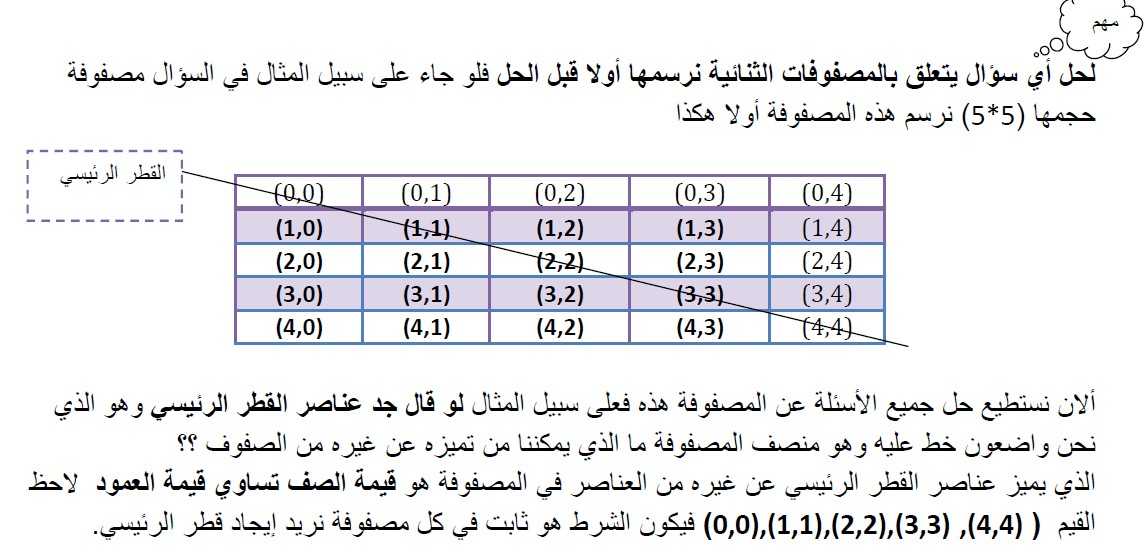 مهم
لحل أي سؤال يتعلق بالمصفوفات الثنائية نرسمها أولا قبل الحل فلو جاء على سبيل المثال في السؤال مصفوفة
حجمها (5*5) نرسم هذه المصفوفة أولا هكذا
القطر الرئيسي
(0,0) (0,1) (0,2) (0,3) (0,4)
(1,0) (1,1) (1,2) (1,3) (1,4)
(2,0) (2,1) (2,2) (2,3) (2,4)
(3,0) (3,1) (3,2) (3,3) (3,4)
(4,0) (4,1) (4,2) (4,3) (4,4)
ألان نستطيع حل جميع الأسئلة عن المصفوفة هذه فعلى سبيل المثال لو قال جد عناصر القطر الرئيسي وهو الذي
نحن واضعون خط عليه وهو منصف المصفوفة ما الذي يمكننا من تميزه عن غيره من الصفوف ؟؟
الذي يميز عناصر القطر الرئيسي عن غيره من العناصر في المصفوفة هو قيمة الصف تساوي قيمة العمود لاحظ
القيم ( (0,0),(1,1),(2,2),(3,3) ,(4,4) فيكون الشرط هو ثابت في كل مصفوفة نريد إيجاد قطر الرئيسي.